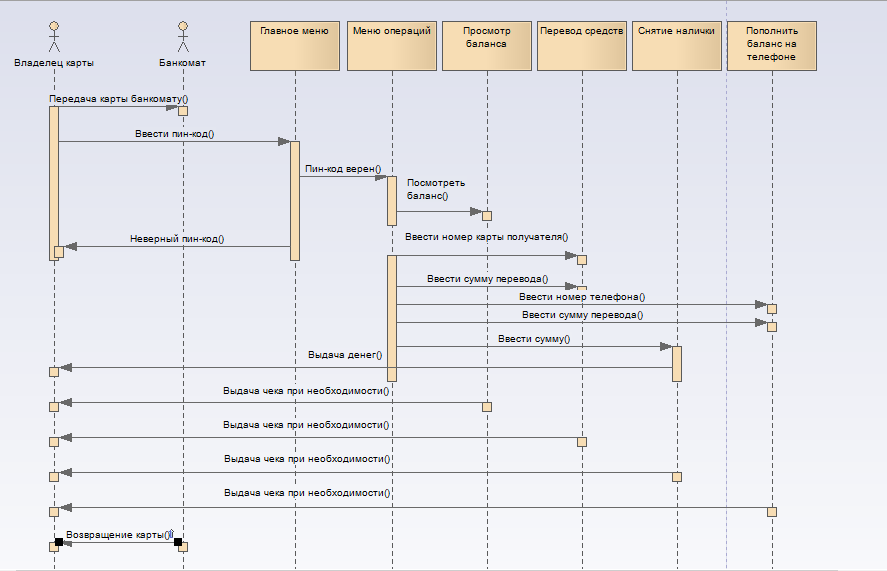 Главное меню
Меню операций
Просмотр
баланса
Перевод средств
Снятие налички
Пополнить
баланс на
телефоне
Владелец карты
Банкомат
Передача карты банкомату()
Ввести пин-код()
Пин-код верен()
Посмотреть
баланс()
Неверный пин-код()
Ввести номер карты получателя()
Ввести сумму перевода()
Ввести номер телефона()
Ввести сумму перевода()
Ввести сумму()
Выдача денег()
Выдача чека при необходимости()
Выдача чека при необходимости()
Выдача чека при необходимости()
Выдача чека при необходимости()
Возвращение карты()